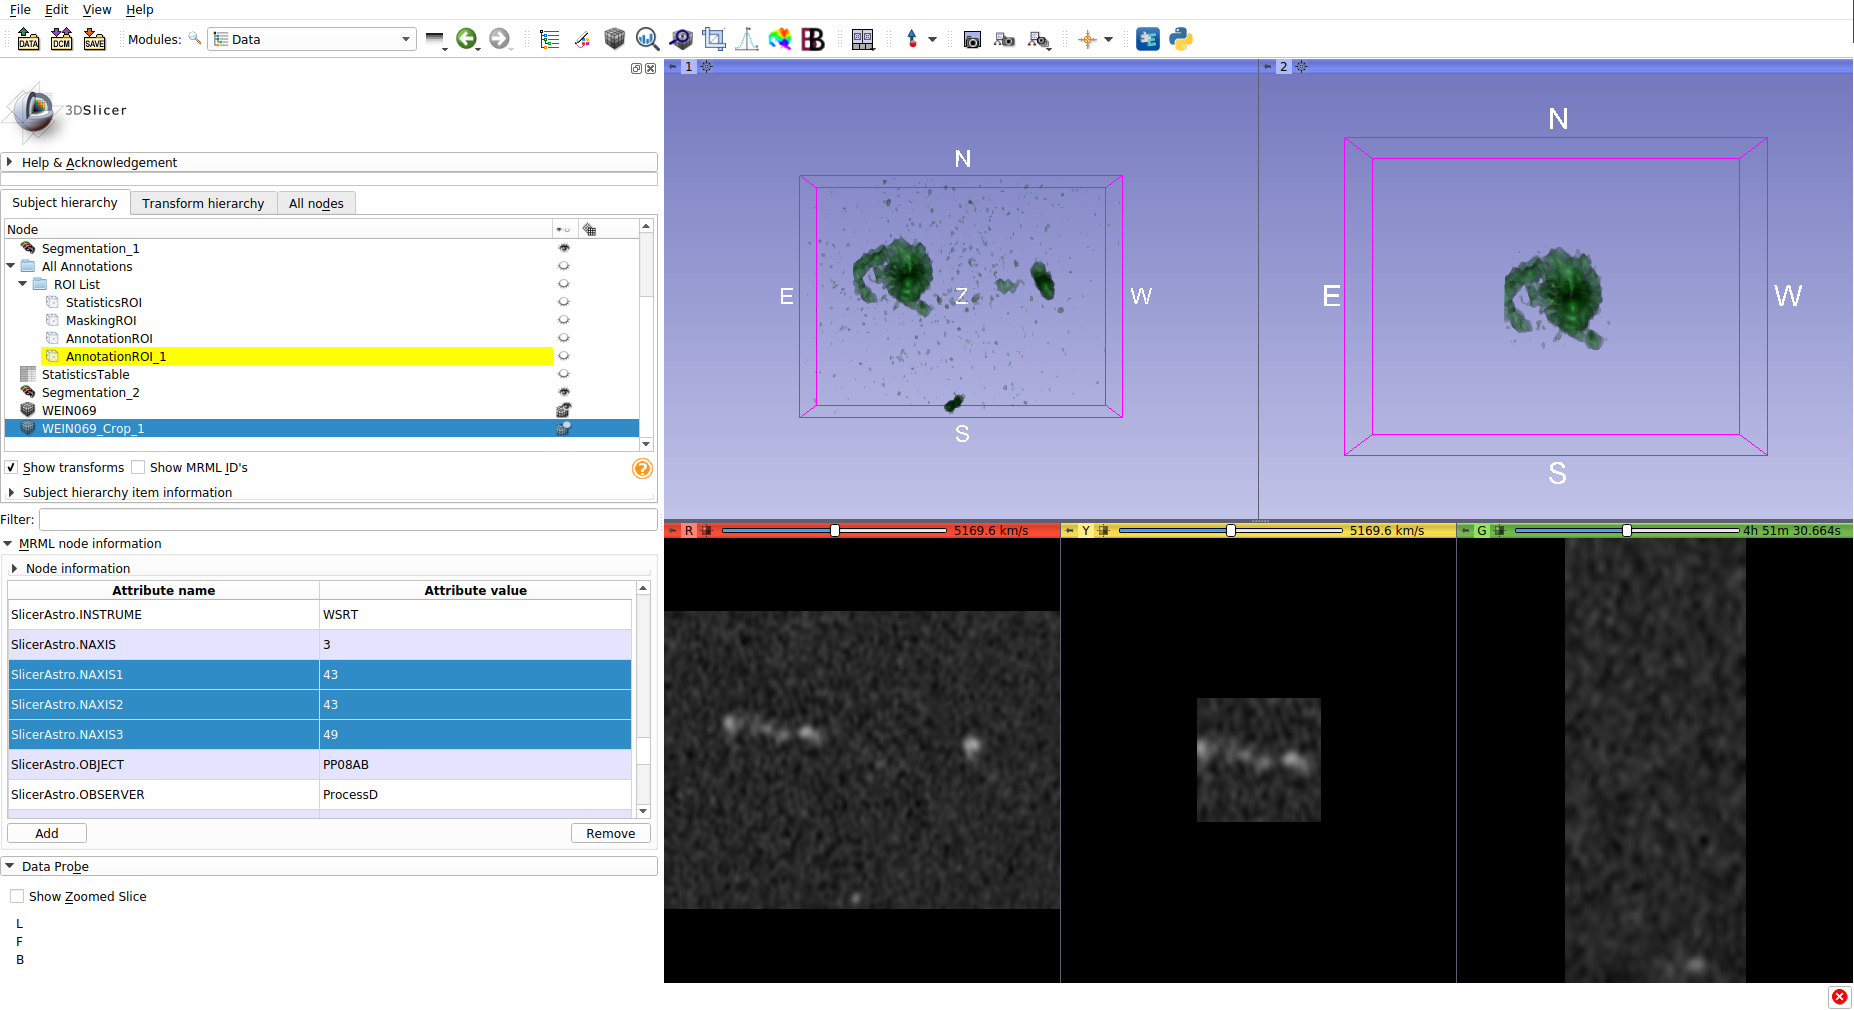 File Edit View Help
DATA DCM SAVE Modules: Data
1 2
3DSlicer
Help & Acknowledgement
Subject hierarchy Transform hierarchy All nodes
Node
Segmentation_1
All Annotations
ROI List
StatisticsROI
MaskingROI
AnnotationROI
AnnotationROI_1
StatisticsTable
Segmentation_2
WEIN069
WEIN069_Crop_1
Show transforms Show MRML ID's
Subject hierarchy item information
Filter:
MRML node information
Node information
Attribute name Attribute value
SlicerAstro.INSTRUME WSRT
SlicerAstro.NAXIS 3
SlicerAstro.NAXIS1 43
SlicerAstro.NAXIS2 43
SlicerAstro.NAXIS3 49
SlicerAstro.OBJECT PP08AB
SlicerAstro.OBSERVER ProcessD
Add Remove
Data Probe
Show Zoomed Slice
L
F
B
N
E Z W
S
N
E W
S
R 5169.6 km/s
Y 5169.6 km/s
G 4h 51m 30.664s